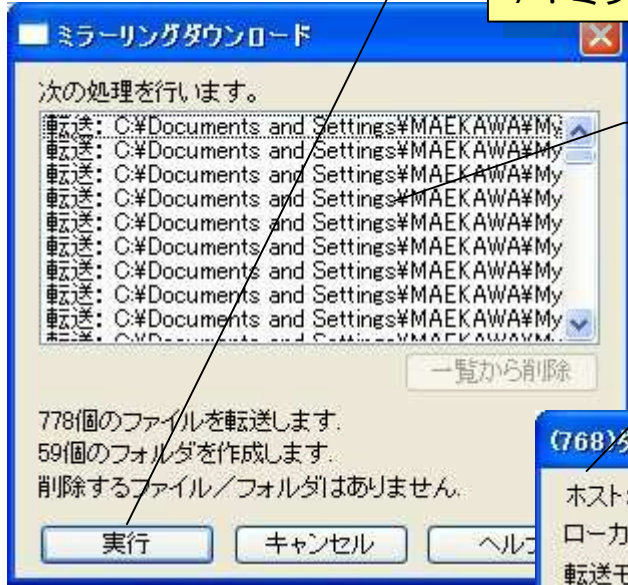 ミラーリングダウンロード
次の処理を行います。
転送: C:¥Documents and Settings¥MAEKAWA¥My
転送: C:¥Documents and Settings¥MAEKAWA¥My
転送: C:¥Documents and Settings¥MAEKAWA¥My
転送: C:¥Documents and Settings¥MAEKAWA¥My
転送: C:¥Documents and Settings¥MAEKAWA¥My
転送: C:¥Documents and Settings¥MAEKAWA¥My
転送: C:¥Documents and Settings¥MAEKAWA¥My
転送: C:¥Documents and Settings¥MAEKAWA¥My
転送: C:¥Documents and Settings¥MAEKAWA¥My
一覧から削除
778個のファイルを転送します.
59個のフォルダを作成します.
削除するファイル/フォルダはありません.
実行 キャンセル ヘルプ
(768)ダ
ホスト:
ローカ
転送モ